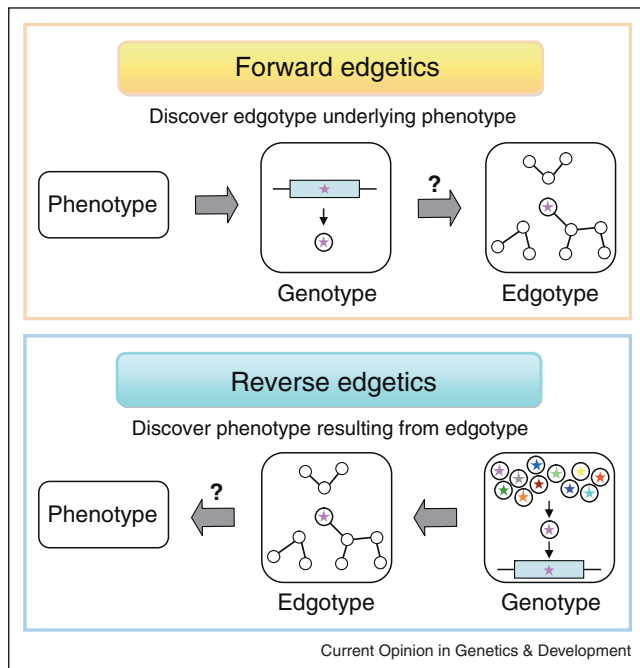 Forward edgetics
Discover edgotype underlying phenotype
Phenotype
?
Genotype
Edgotype
Reverse edgetics
Discover phenotype resulting from edgotype
Phenotype
?
Edgotype
Genotype
Current Opinion in Genetics & Development